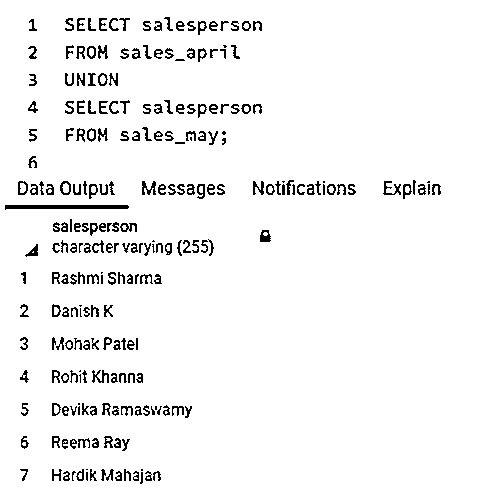 1 SELECT salesperson
2 FROM sales_april
3 UNION
4 SELECT salesperson
5 FROM sales_may;
6
Data Output Messages Notifications Explain
salesperson
character varying (255)
1 Rashmi Sharma
2 Danish K
3 Mohak Patel
4 Rohit Khanna
5 Devika Ramaswamy
6 Reema Ray
7 Hardik Mahajan